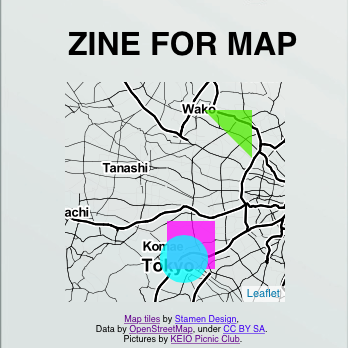 ZINE FOR MAP
Wako
Tanashi
achi
Komae
Tokyo
Leaflet
Map tiles by Stamen Design,
Data by OpenStreetMap, under CC BY SA.
Pictures by KEIO Picnic Club.